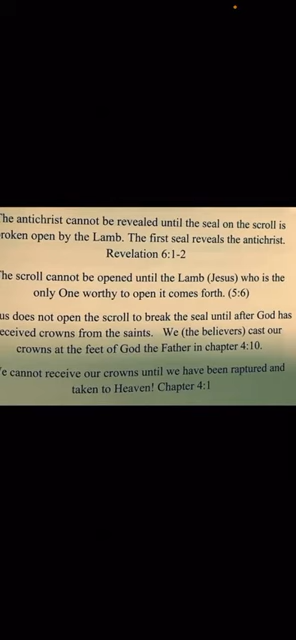 he antichrist cannot be revealed until the seal on the scroll is
roken open by the Lamb. The first seal reveals the antichrist.
Revelation 6:1-2
he scroll cannot be opened until the Lamb (Jesus) who is the
only One worthy to open it comes forth. (5:6)
us does not open the scroll to break the seal until after God has
eceived crowns from the saints. We (the believers) cast our
crowns at the feet of God the Father in chapter 4:10.
e cannot receive our crowns until we have been raptured and
taken to Heaven! Chapter 4:1